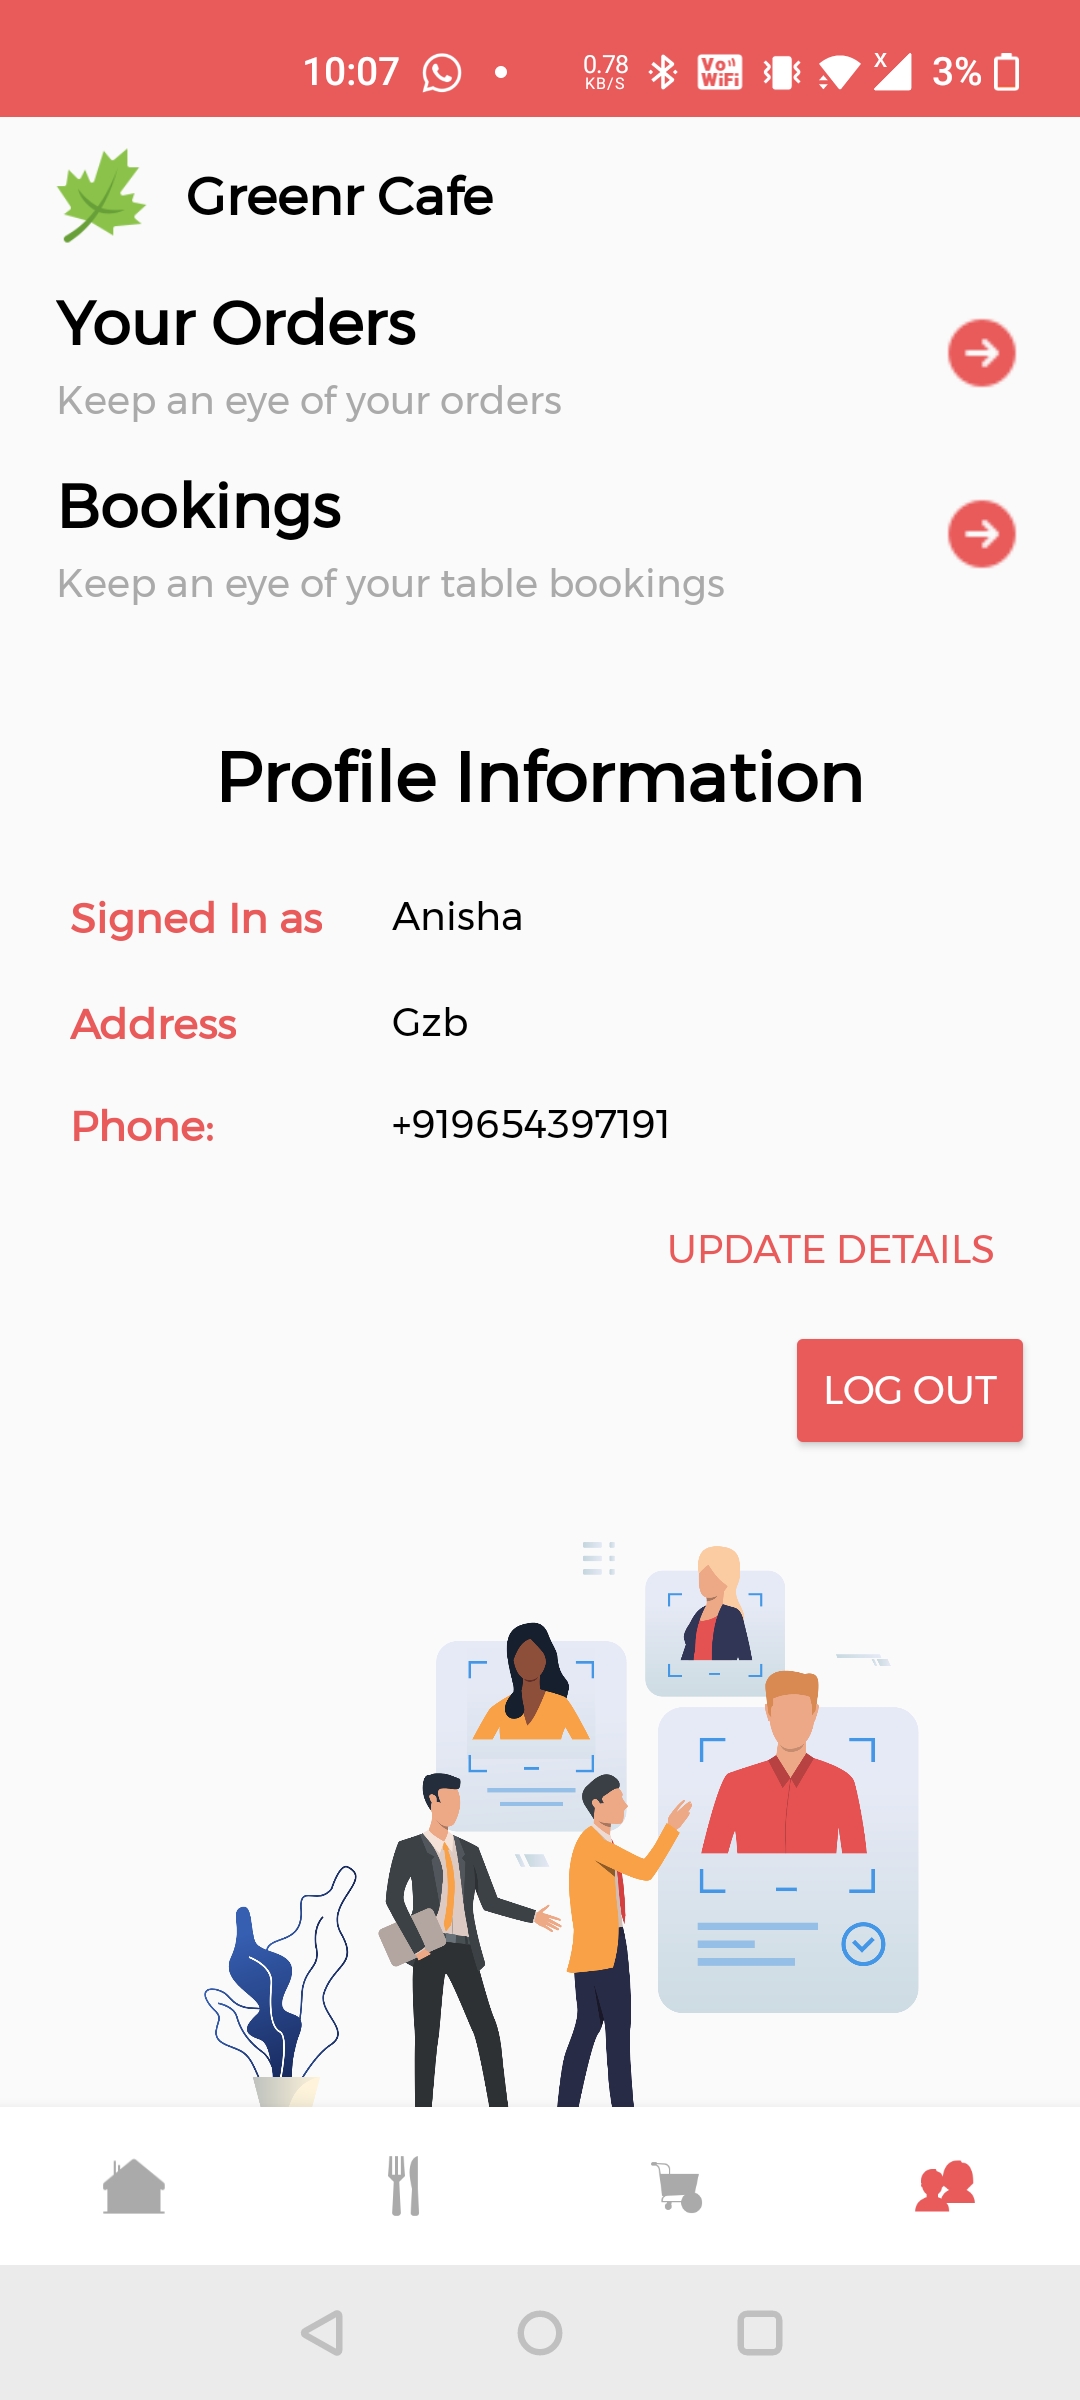 10:07
0.78
KB/S
Vo
WiFi
X
3%
Greenr Cafe
Your Orders
Keep an eye of your orders
Bookings
Keep an eye of your table bookings
Profile Information
Signed In as Anisha
Address Gzb
Phone: +919654397191
UPDATE DETAILS
LOG OUT